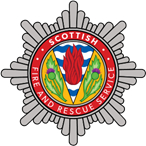 SCOTTISH
FIRE AND RESCUE SERVICE